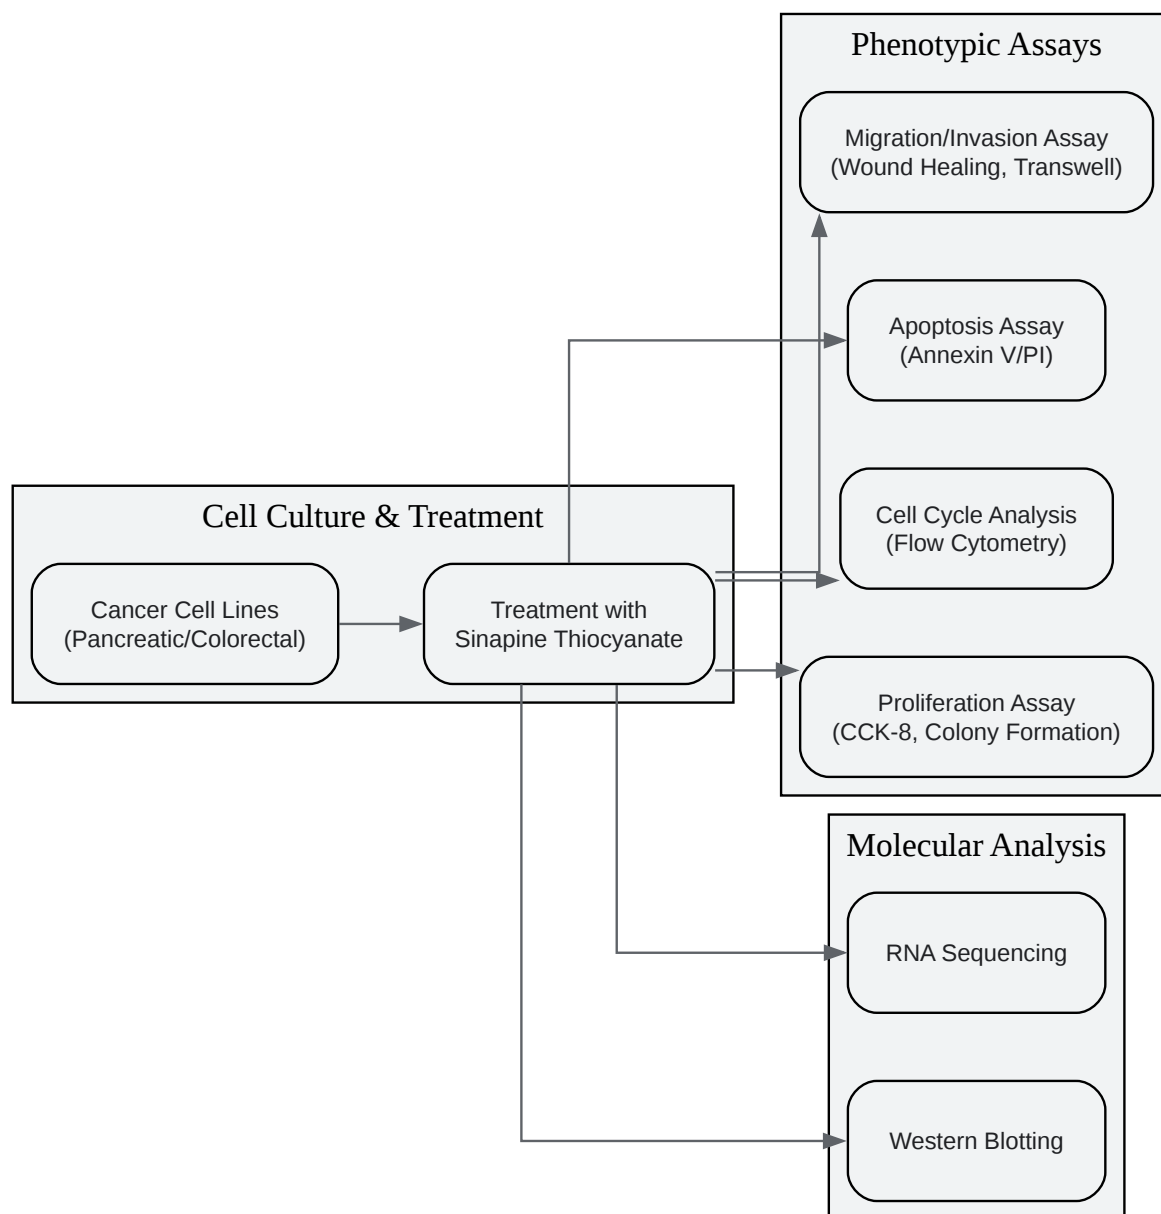 Phenotypic Assays
Migration/Invasion Assay
(Wound Healing, Transwell)
Apoptosis Assay
(Annexin V/PI)
Cell Cycle Analysis
(Flow Cytometry)
Proliferation Assay
(CCK-8, Colony Formation)
Cell Culture & Treatment
Cancer Cell Lines
(Pancreatic/Colorectal)
Treatment with
Sinapine Thiocyanate
Molecular Analysis
RNA Sequencing
Western Blotting